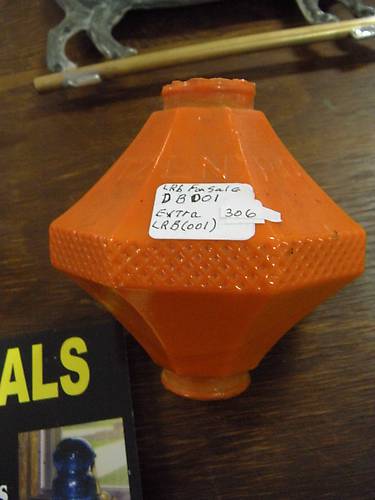 LRB For Sale
DB001
Extra 306
LRB(001)
ALS